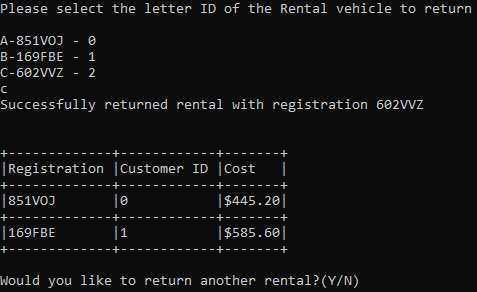 Please select the letter ID of the Rental vehicle to return
A-851VOJ - 0
B-169FBE - 1
C-602VVZ - 2
c
Successfully returned rental with registration 602VVZ
+-------------+------------+-------+
|Registration |Customer ID |Cost   |
+-------------+------------+-------+
|851VOJ       |0           |$445.20|
+-------------+------------+-------+
|169FBE       |1           |$585.60|
+-------------+------------+-------+
Would you like to return another rental?(Y/N)